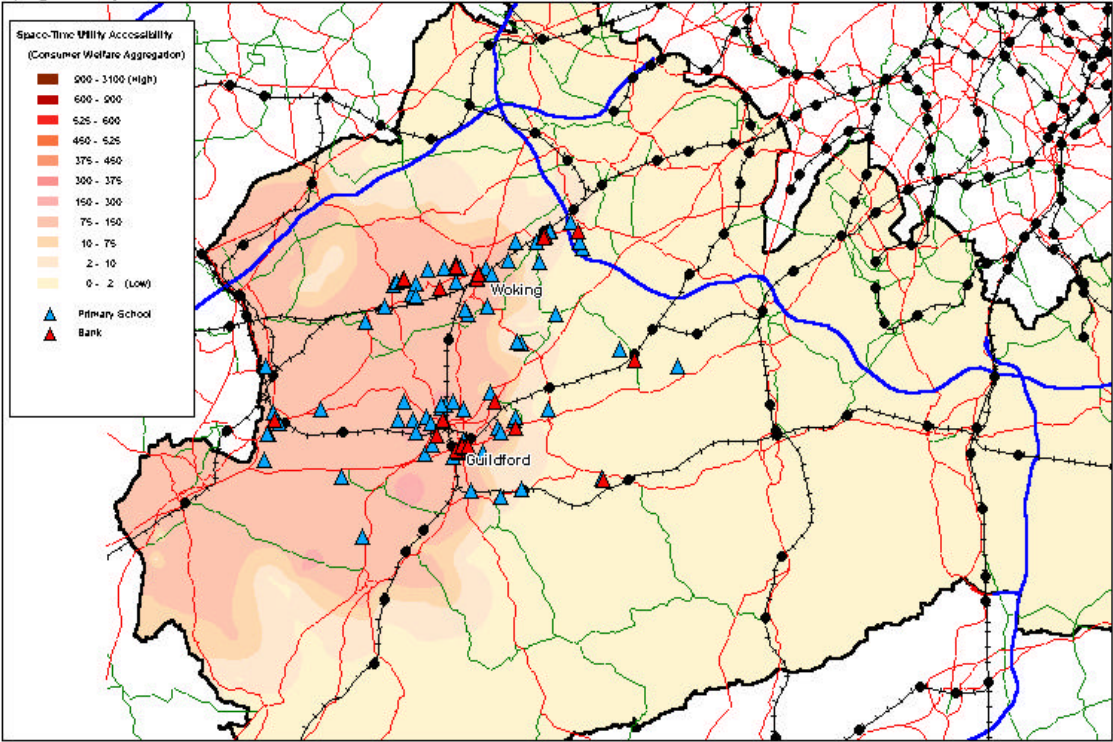 Space-Time Utility Accessibility
(Consumer Welfare Aggregation)
900 - 3100 (High)
600 - 900
525 - 600
450 - 525
375 - 450
300 - 375
150 - 300
75 - 150
10 - 75
2 - 10
0 - 2 (Low)
Primary School
Bank
Woking
Guildford